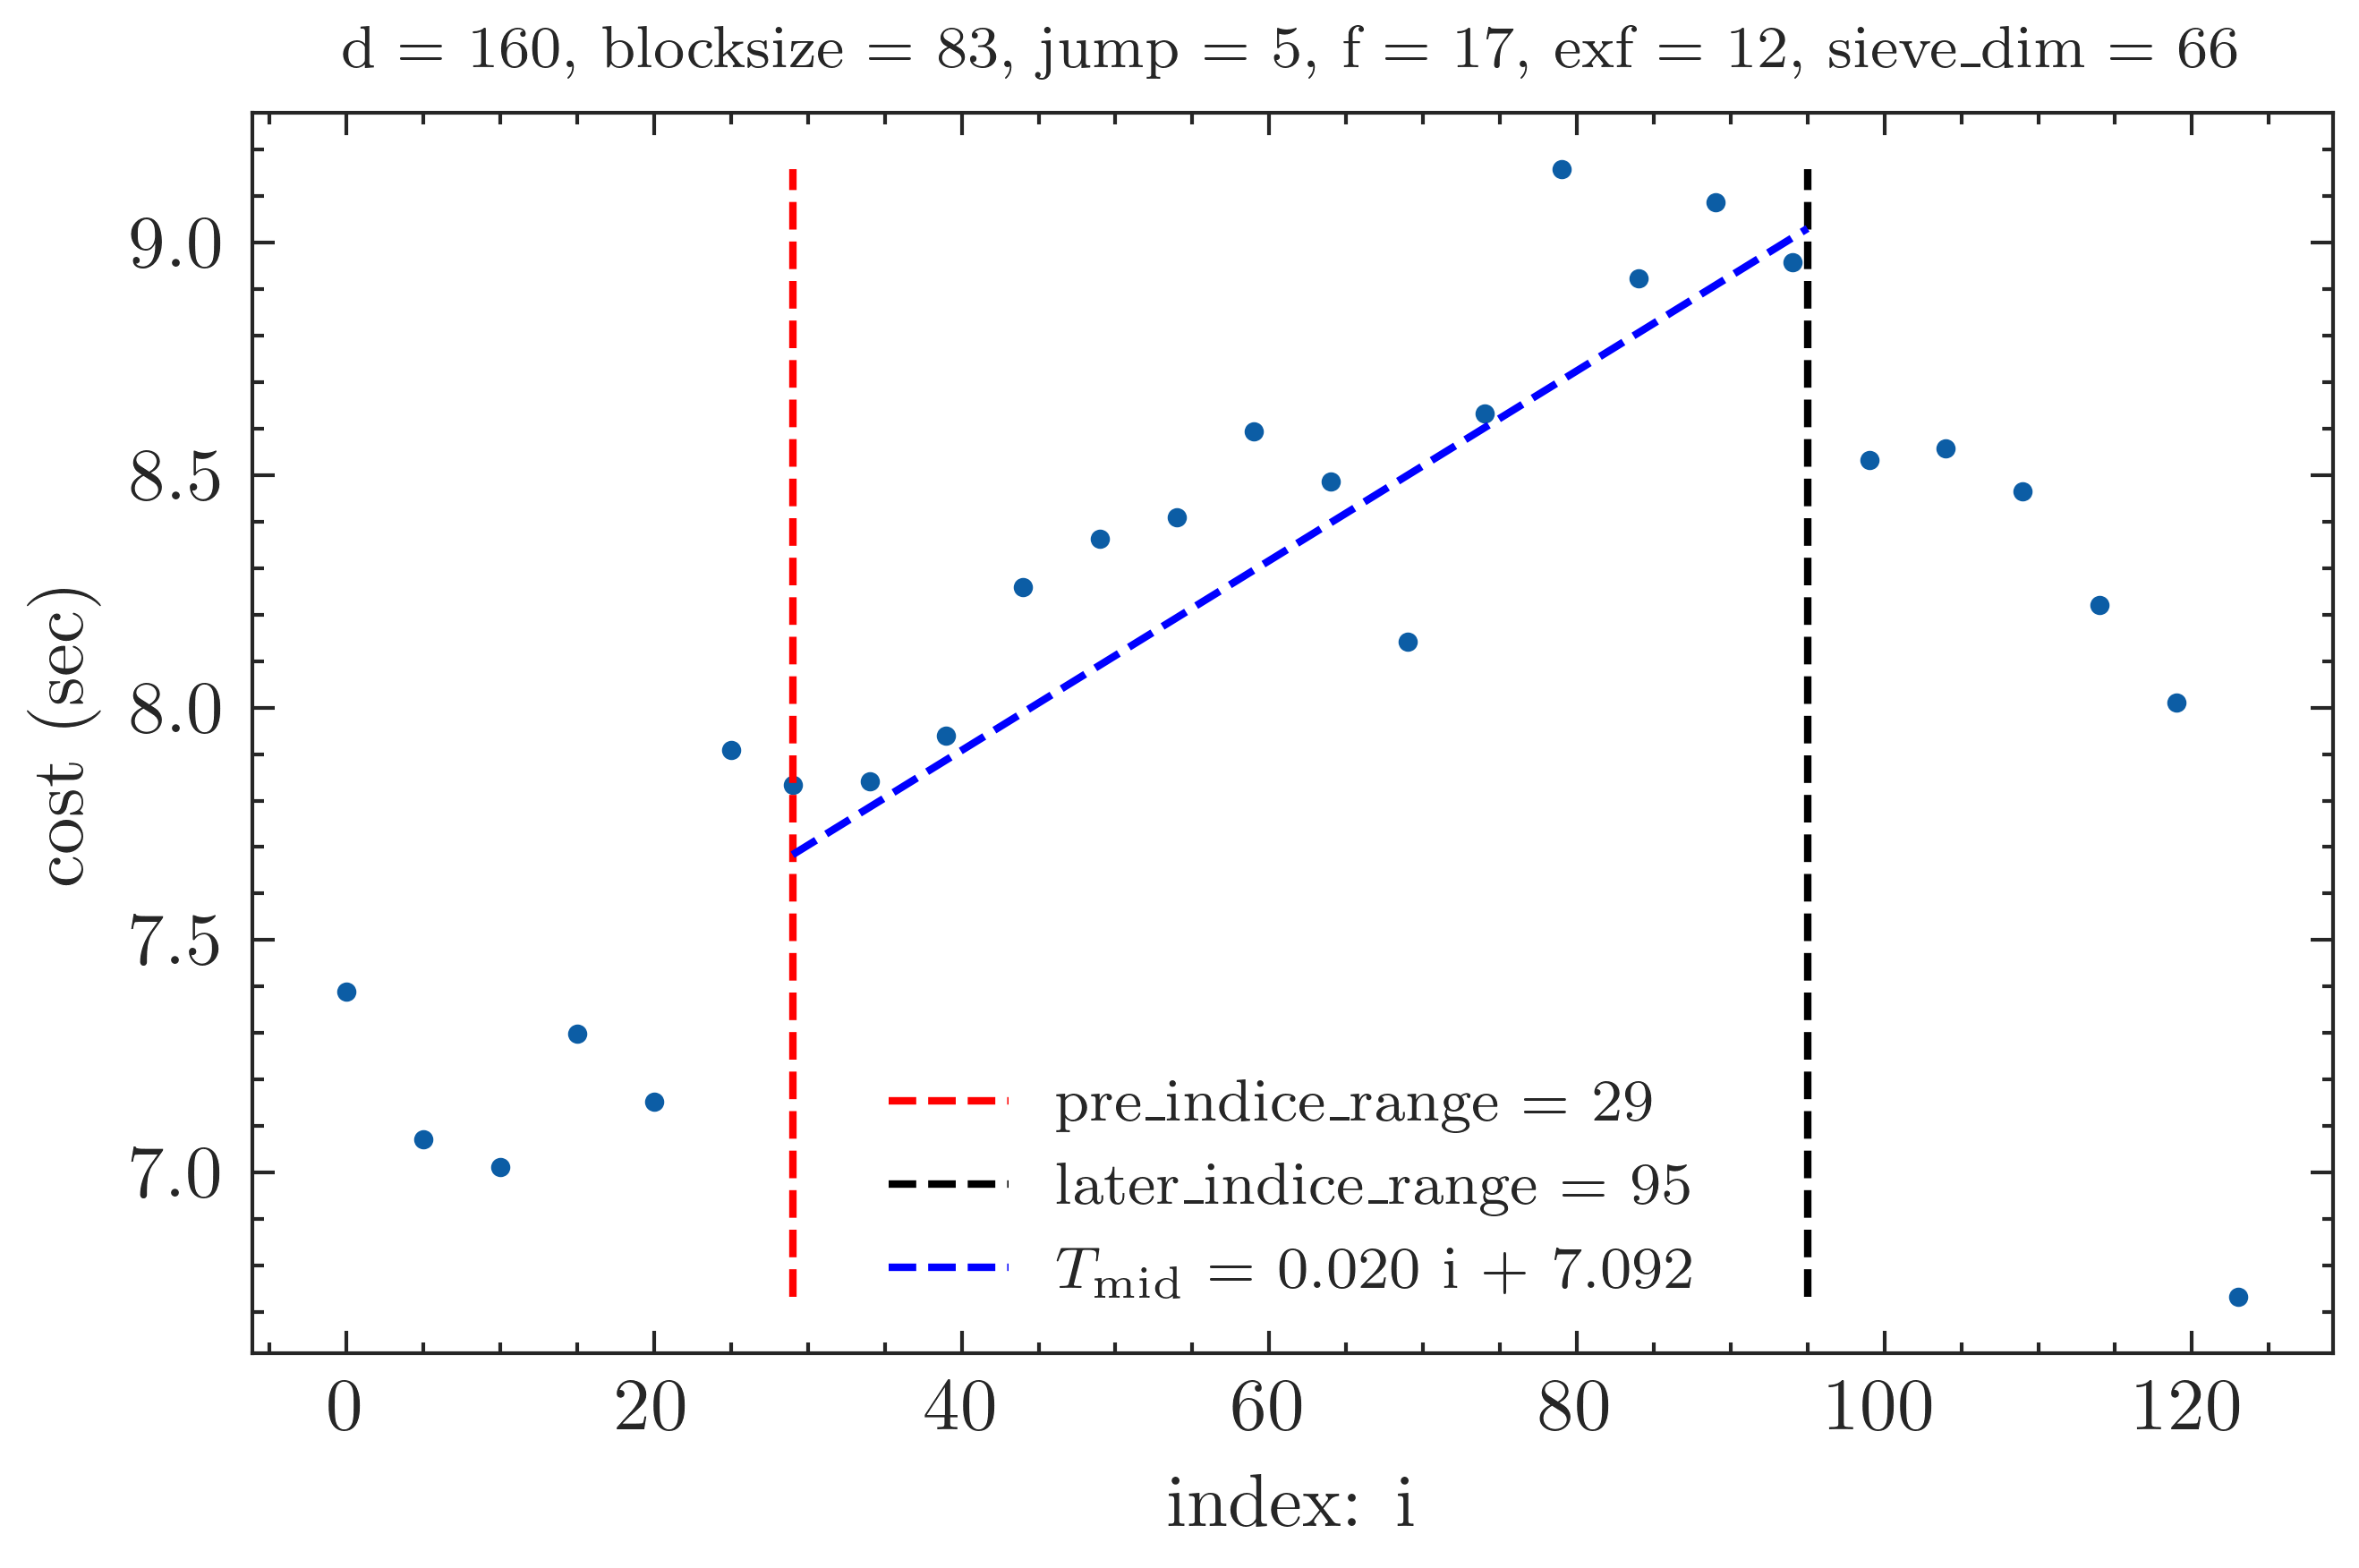 d = 160, blocksize = 83, jump = 5, f = 17, exf = 12, sieve_dim = 66
9.0
8.5
8.0
7.5
7.0
cost (sec)
pre_indice_range = 29
later_indice_range = 95
T_mid = 0.020 i + 7.092
0 20 40 60 80 100 120
index: i